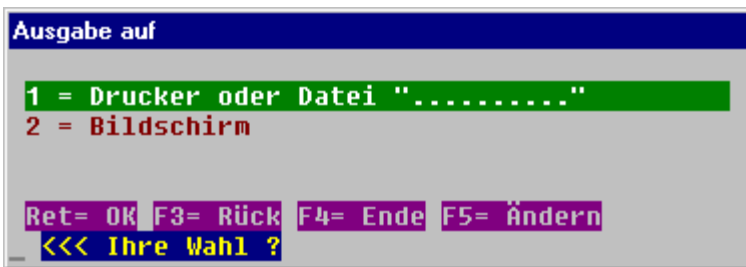 Ausgabe auf
1 = Drucker oder Datei ".........."
2 = Bildschirm
Ret= OK F3= Rück F4= Ende F5= Ändern
_ <<< Ihre Wahl ?